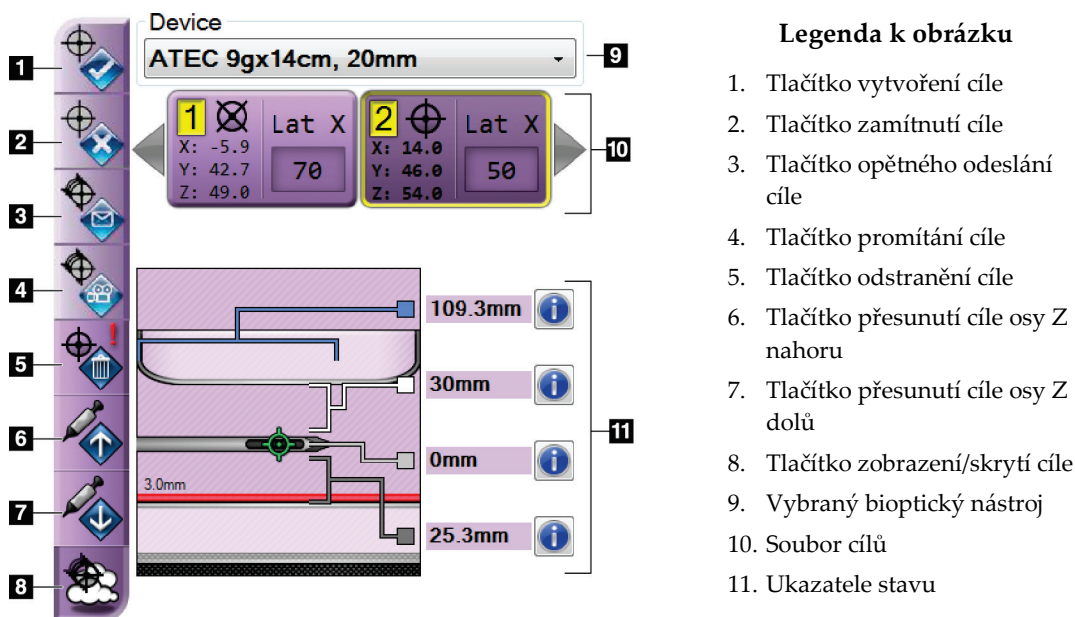 Device
ATEC 9gx14cm, 20mm
1
2
3
4
5
6
7
8
9
10
11
1
Lat X
X: -5.9
Y: 42.7
Z: 49.0
70
2
Lat X
X: 14.0
Y: 46.0
Z: 54.0
50
109.3mm
30mm
0mm
3.0mm
25.3mm
Legenda k obrázku
1. Tlačítko vytvoření cíle
2. Tlačítko zamítnutí cíle
3. Tlačítko opětného odeslání
cíle
4. Tlačítko promítání cíle
5. Tlačítko odstranění cíle
6. Tlačítko přesunutí cíle osy Z
nahoru
7. Tlačítko přesunutí cíle osy Z
dolů
8. Tlačítko zobrazení/skrytí cíle
9. Vybraný bioptický nástroj
10. Soubor cílů
11. Ukazatele stavu